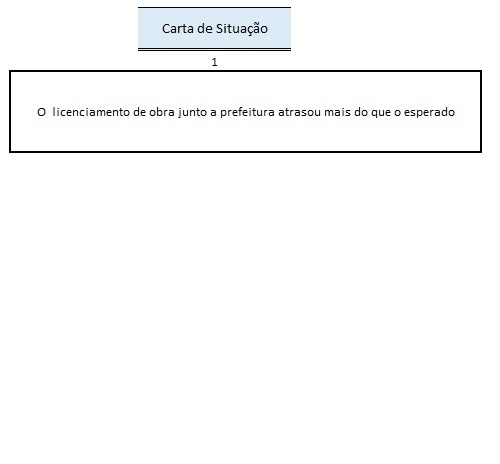 Carta de Situação
1
O licenciamento de obra junto a prefeitura atrasou mais do que o esperado